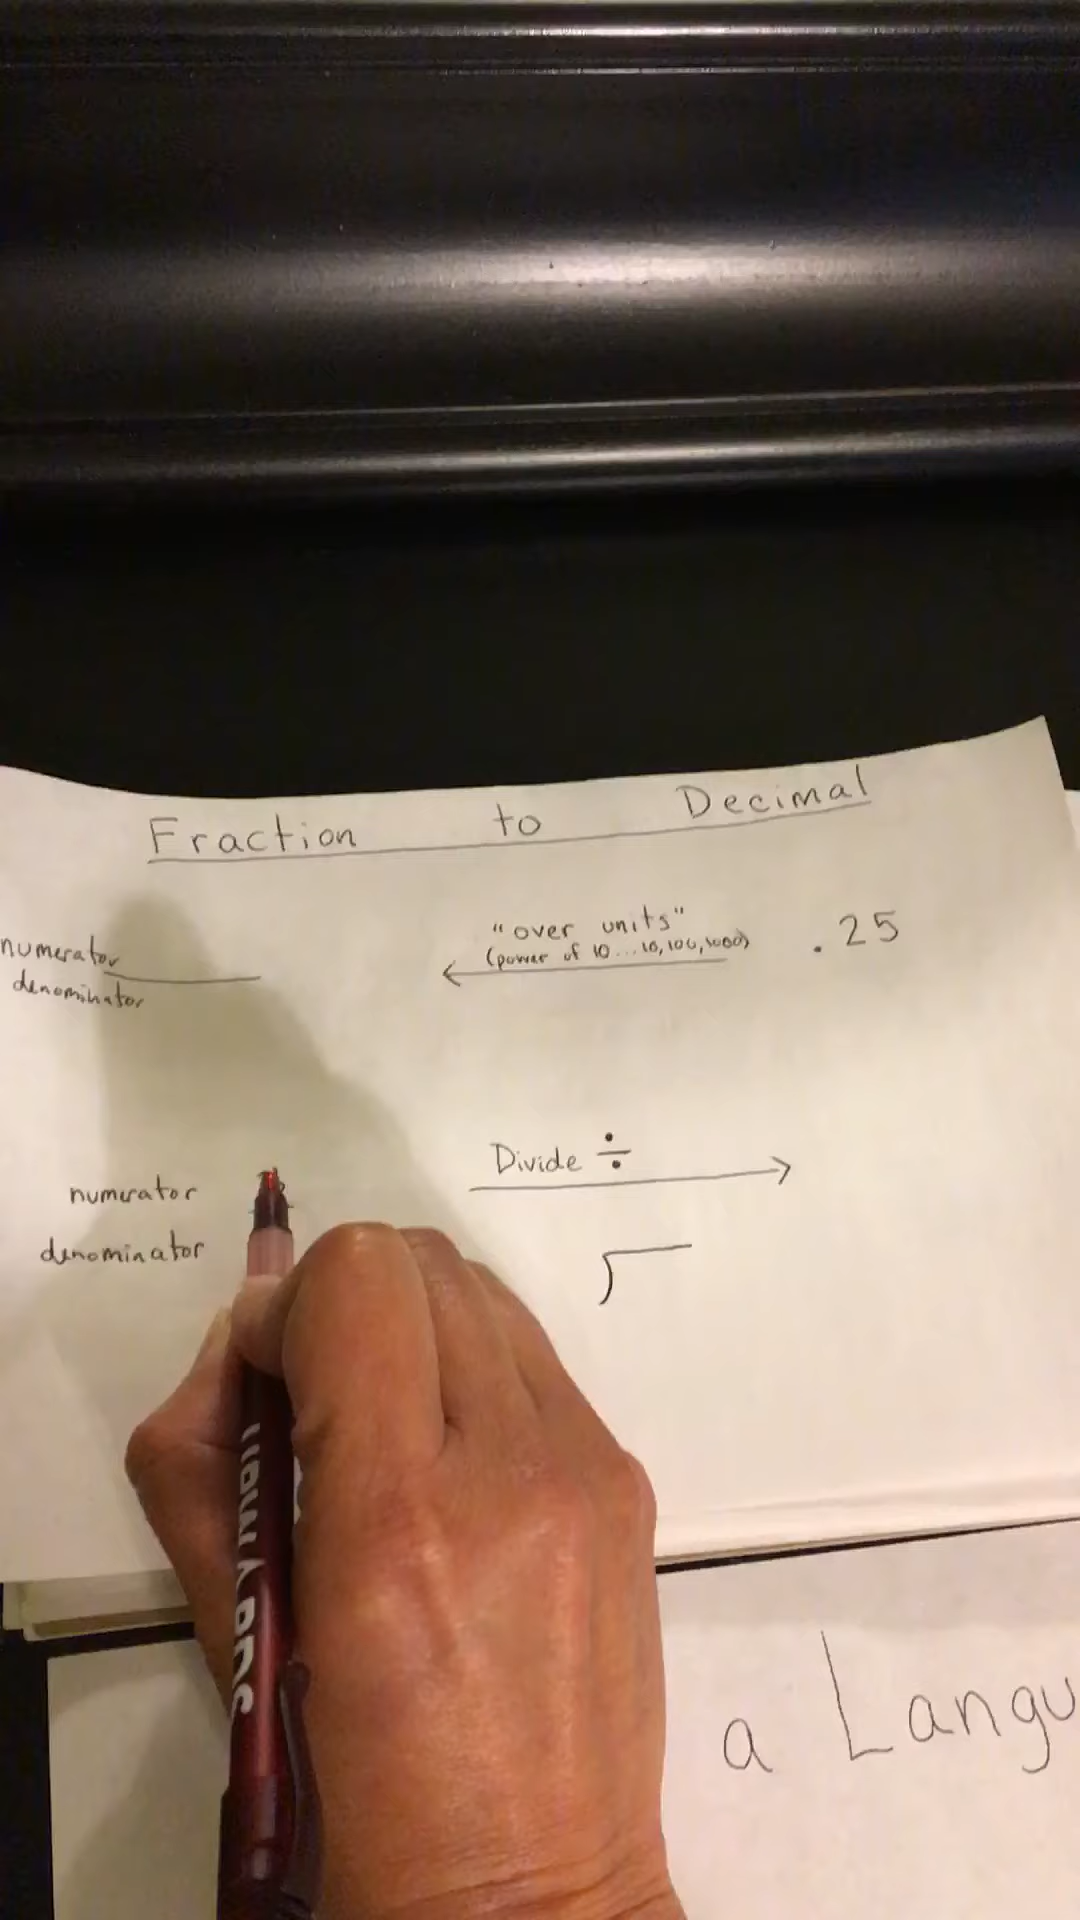 Fraction to Decimal
"over units"
(power of 10...10,100,1000)
.25
numerator
denominator
Divide ÷
numerator
denominator
a Langu